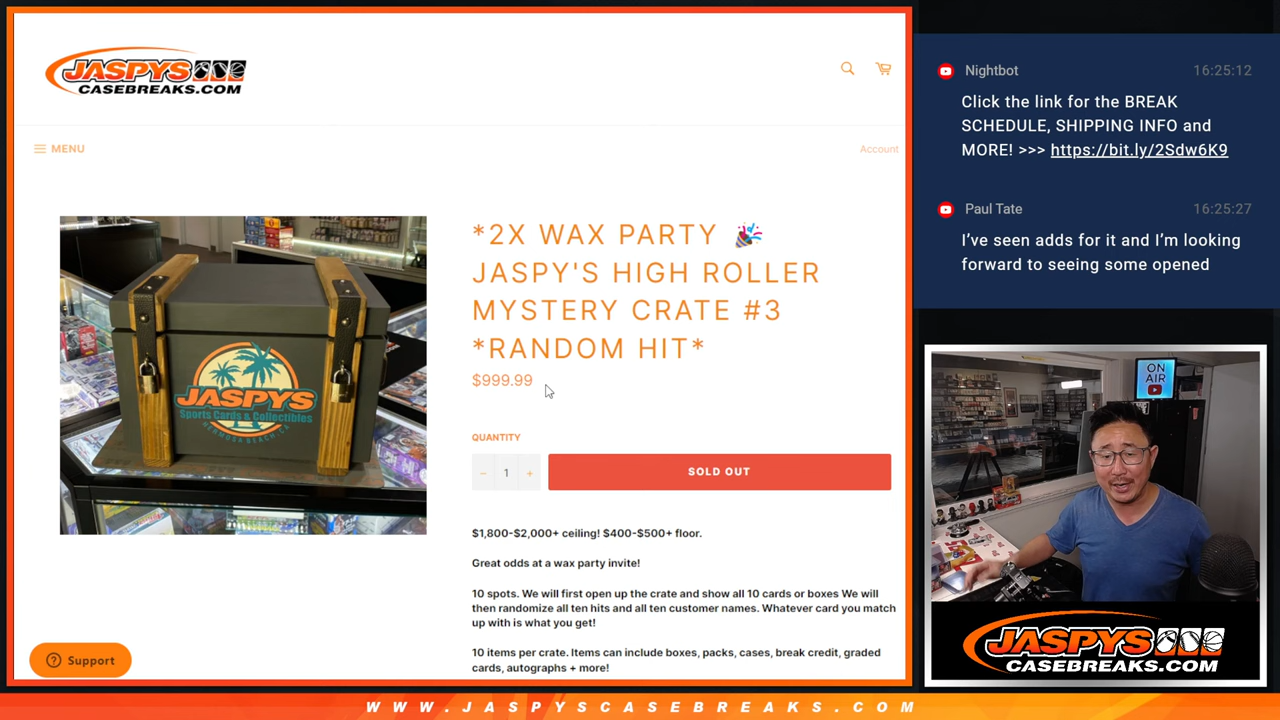 JASPYS
CASEBREAKS.COM
MENU
Account
JASPYS
Sports Cards & Collectibles
HERMOSA BEACH, CA
*2X WAX PARTY 🎉
JASPY'S HIGH ROLLER
MYSTERY CRATE #3
*RANDOM HIT*
$999.99
QUANTITY
− 1 +
SOLD OUT
$1,800-$2,000+ ceiling! $400-$500+ floor.
Great odds at a wax party invite!
10 spots. We will first open up the crate and show all 10 cards or boxes We will
then randomize all ten hits and all ten customer names. Whatever card you match
up with is what you get!
10 items per crate. Items can include boxes, packs, cases, break credit, graded
cards, autographs + more!
Support
Nightbot 16:25:12
Click the link for the BREAK
SCHEDULE, SHIPPING INFO and
MORE! >>> https://bit.ly/2Sdw6K9
Paul Tate 16:25:27
I've seen adds for it and I'm looking
forward to seeing some opened
ON
AIR
JASPYS
CASEBREAKS.COM
WWW.JASPYSCASEBREAKS.COM